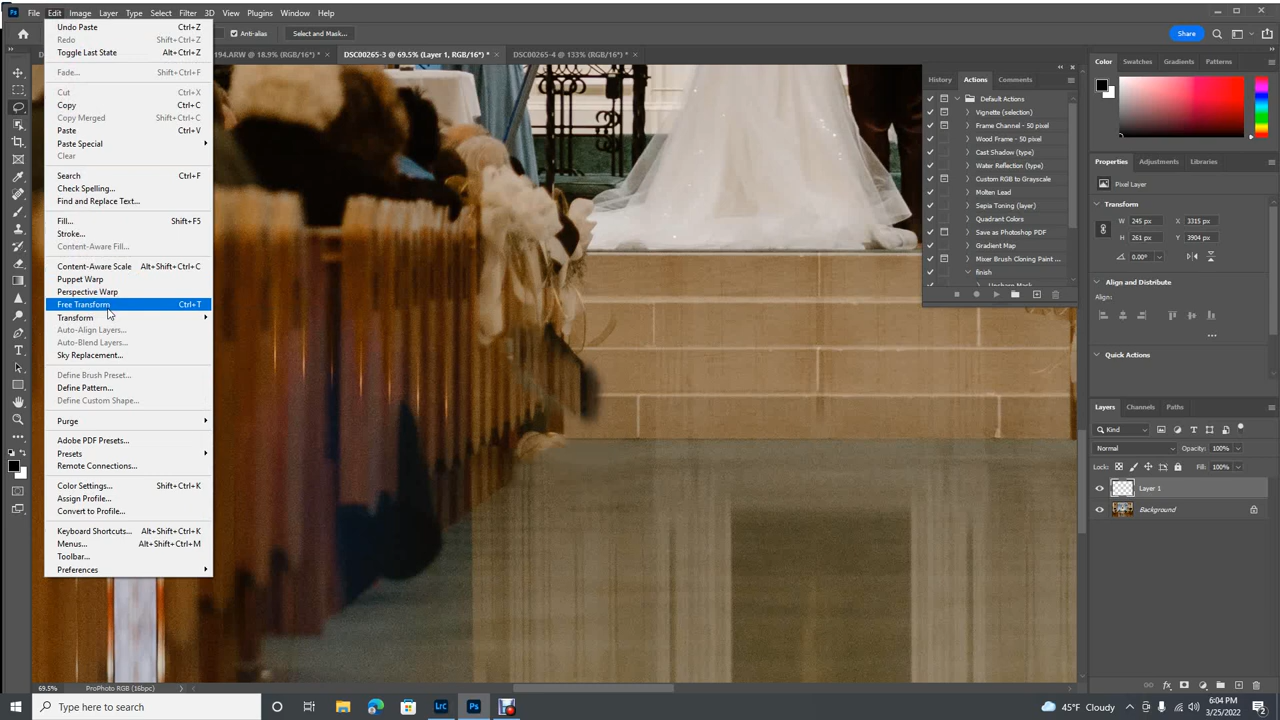 Ps File Edit Image Layer Type Select Filter 3D View Plugins Window Help
Anti-alias Select and Mask... Share
194.ARW @ 18.9% (RGB/16*) * × DSC00265-3 @ 69.5% (Layer 1, RGB/16*) * × DSC00265-4 @ 133% (RGB/16*) * ×
Undo Paste Ctrl+Z
Redo Shift+Ctrl+Z
Toggle Last State Alt+Ctrl+Z
Fade... Shift+Ctrl+F
Cut Ctrl+X
Copy Ctrl+C
Copy Merged Shift+Ctrl+C
Paste Ctrl+V
Paste Special
Clear
Search Ctrl+F
Check Spelling...
Find and Replace Text...
Fill... Shift+F5
Stroke...
Content-Aware Fill...
Content-Aware Scale Alt+Shift+Ctrl+C
Puppet Warp
Perspective Warp
Free Transform Ctrl+T
Transform
Auto-Align Layers...
Auto-Blend Layers...
Sky Replacement...
Define Brush Preset...
Define Pattern...
Define Custom Shape...
Purge
Adobe PDF Presets...
Presets
Remote Connections...
Color Settings... Shift+Ctrl+K
Assign Profile...
Convert to Profile...
Keyboard Shortcuts... Alt+Shift+Ctrl+K
Menus... Alt+Shift+Ctrl+M
Toolbar...
Preferences
History Actions Comments
Default Actions
Vignette (selection)
Frame Channel - 50 pixel
Wood Frame - 50 pixel
Cast Shadow (type)
Water Reflection (type)
Custom RGB to Grayscale
Molten Lead
Sepia Toning (layer)
Quadrant Colors
Save as Photoshop PDF
Gradient Map
Mixer Brush Cloning Paint ...
finish
Unsharp Mask
Color Swatches Gradients Patterns
Properties Adjustments Libraries
Pixel Layer
Transform
W 245 px X 3315 px
H 261 px Y 3904 px
0.00°
Align and Distribute
Align:
Quick Actions
Layers Channels Paths
Kind
Normal Opacity: 100%
Lock: Fill: 100%
Layer 1
Background
69.5% ProPhoto RGB (16bpc)
Type here to search
Lrc Ps
45°F Cloudy
6:04 PM
3/25/2022
2